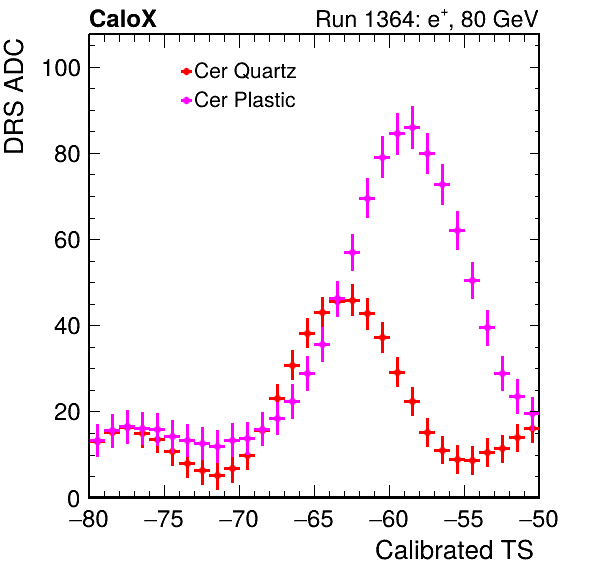 CaloX
Run 1364: e⁺, 80 GeV
DRS ADC
100
80
60
40
20
0
Cer Quartz
Cer Plastic
−80
−75
−70
−65
−60
−55
−50
Calibrated TS